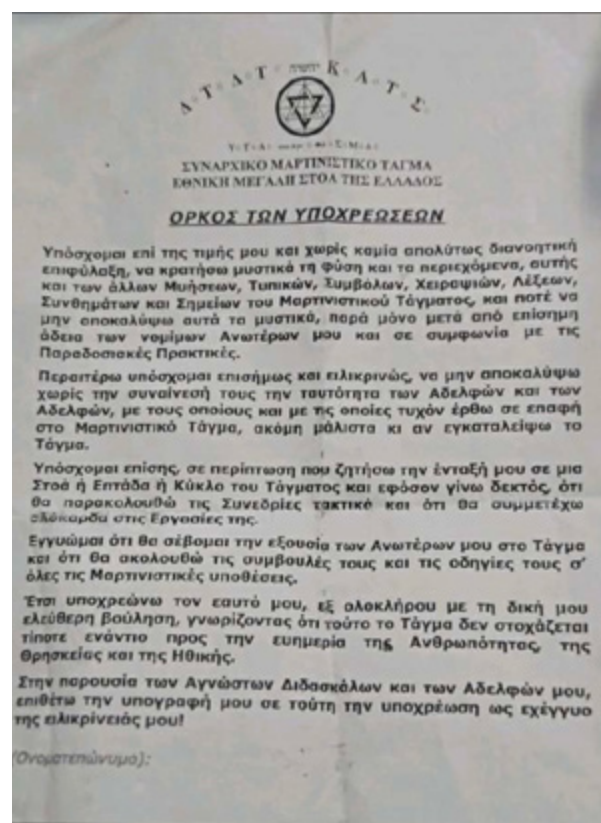 Δ Τ Δ Τ Κ Α Τ Σ
ΣΥΝΑΡΧΙΚΟ ΜΑΡΤΙΝΙΣΤΙΚΟ ΤΑΓΜΑ
ΕΘΝΙΚΗ ΜΕΓΑΛΗ ΣΤΟΑ ΤΗΣ ΕΛΛΑΔΟΣ
ΟΡΚΟΣ ΤΩΝ ΥΠΟΧΡΕΩΣΕΩΝ
Υπόσχομαι επί της τιμής μου και χωρίς καμία απολύτως διανοητική
επιφύλαξη, να κρατήσω μυστικά τη φύση και τα περιεχόμενα, αυτής
και των άλλων Μυήσεων, Τυπικών, Συμβόλων, Χειραψιών, Λέξεων,
Συνθημάτων και Σημείων του Μαρτινιστικού Τάγματος, και ποτέ να
μην αποκαλύψω αυτά τα μυστικά, παρά μόνο μετά από επίσημη
άδεια των νομίμων Ανωτέρων μου και σε συμφωνία με τις
Παραδοσιακές Πρακτικές.
Περαιτέρω υπόσχομαι επισήμως και ειλικρινώς, να μην αποκαλύψω
χωρίς την συναίνεσή τους την ταυτότητα των Αδελφών και των
Αδελφών, με τους οποίους και με τις οποίες τυχόν έρθω σε επαφή
στο Μαρτινιστικό Τάγμα, ακόμη μάλιστα κι αν εγκαταλείψω το
Τάγμα.
Υπόσχομαι επίσης, σε περίπτωση που ζητήσω την ένταξή μου σε μια
Στοά ή Επτάδα ή Κύκλο του Τάγματος και εφόσον γίνω δεκτός, ότι
θα παρακολουθώ τις Συνεδρίες τακτικά και ότι θα συμμετέχω
ολόκαρδα στις Εργασίες της.
Εγγυώμαι ότι θα σέβομαι την εξουσία των Ανωτέρων μου στο Τάγμα
και ότι θα ακολουθώ τις συμβουλές τους και τις οδηγίες τους σ'
όλες τις Μαρτινιστικές υποθέσεις.
Έτσι υποχρεώνω τον εαυτό μου, εξ ολοκλήρου με τη δική μου
ελεύθερη βούληση, γνωρίζοντας ότι τούτο το Τάγμα δεν στοχάζεται
τίποτε ενάντιο προς την ευημερία της Ανθρωπότητας, της
Θρησκείας και της Ηθικής.
Στην παρουσία των Αγνώστων Διδασκάλων και των Αδελφών μου,
επιθέτω την υπογραφή μου σε τούτη την υποχρέωση ως εχέγγυο
της ειλικρίνειάς μου!
(Ονοματεπώνυμο):